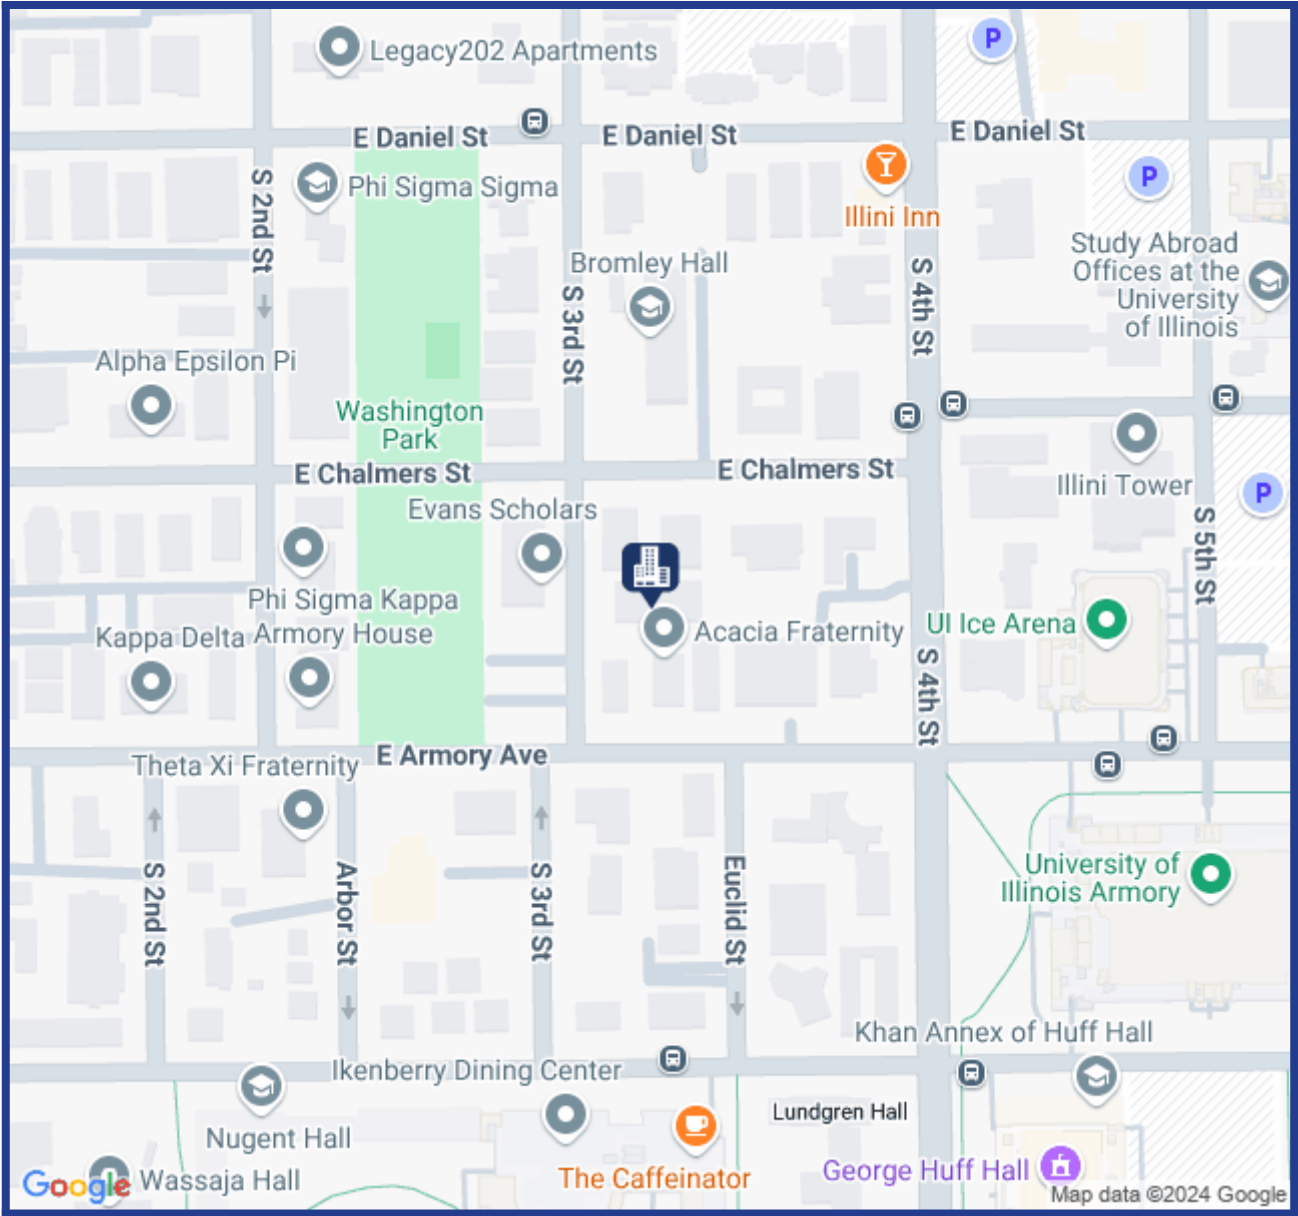 Legacy202 Apartments
P
E Daniel St
E Daniel St
E Daniel St
S 2nd St
Phi Sigma Sigma
Illini Inn
P
Study Abroad
Offices at the
University
of Illinois
Bromley Hall
S 3rd St
S 4th St
Alpha Epsilon Pi
Washington
Park
E Chalmers St
E Chalmers St
Illini Tower
P
Evans Scholars
S 5th St
Phi Sigma Kappa
Kappa Delta
Armory House
Acacia Fraternity
UI Ice Arena
S 4th St
E Armory Ave
Theta Xi Fraternity
S 2nd St
Arbor St
S 3rd St
Euclid St
University of
Illinois Armory
Khan Annex of Huff Hall
Ikenberry Dining Center
Lundgren Hall
Nugent Hall
Wassaja Hall
The Caffeinator
George Huff Hall
Google
Map data ©2024 Google